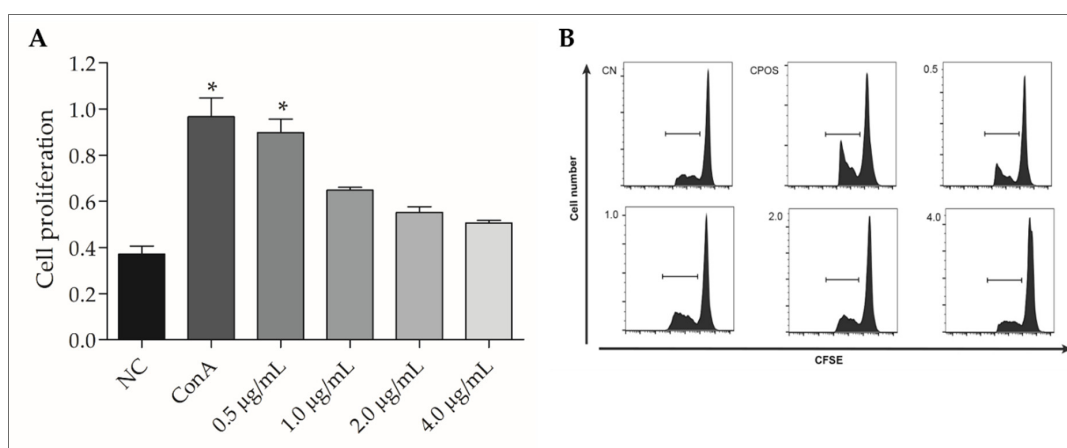 A
Cell proliferation
1.2
1.0
0.8
0.6
0.4
0.2
0.0
*
*
NC
ConA
0.5 µg/mL
1.0 µg/mL
2.0 µg/mL
4.0 µg/mL
B
Cell number
CN
CPOS
0.5
1.0
2.0
4.0
CFSE